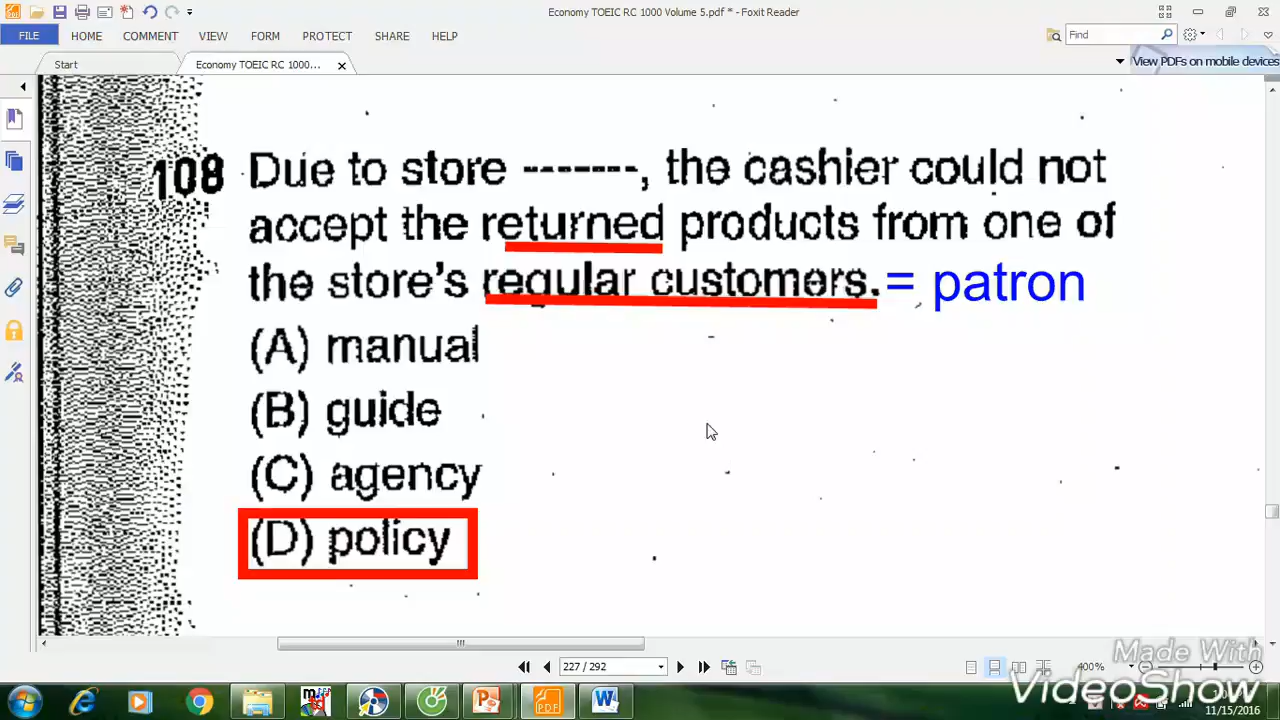 Economy TOEIC RC 1000 Volume 5.pdf * - Foxit Reader
FILE HOME COMMENT VIEW FORM PROTECT SHARE HELP
Find
Start Economy TOEIC RC 1000...
View PDFs on mobile devices
108 Due to store -------, the cashier could not
accept the returned products from one of
the store's regular customers. = patron
(A) manual
(B) guide
(C) agency
(D) policy
227 / 292
400%
Made With
VideoShow
11/15/2016